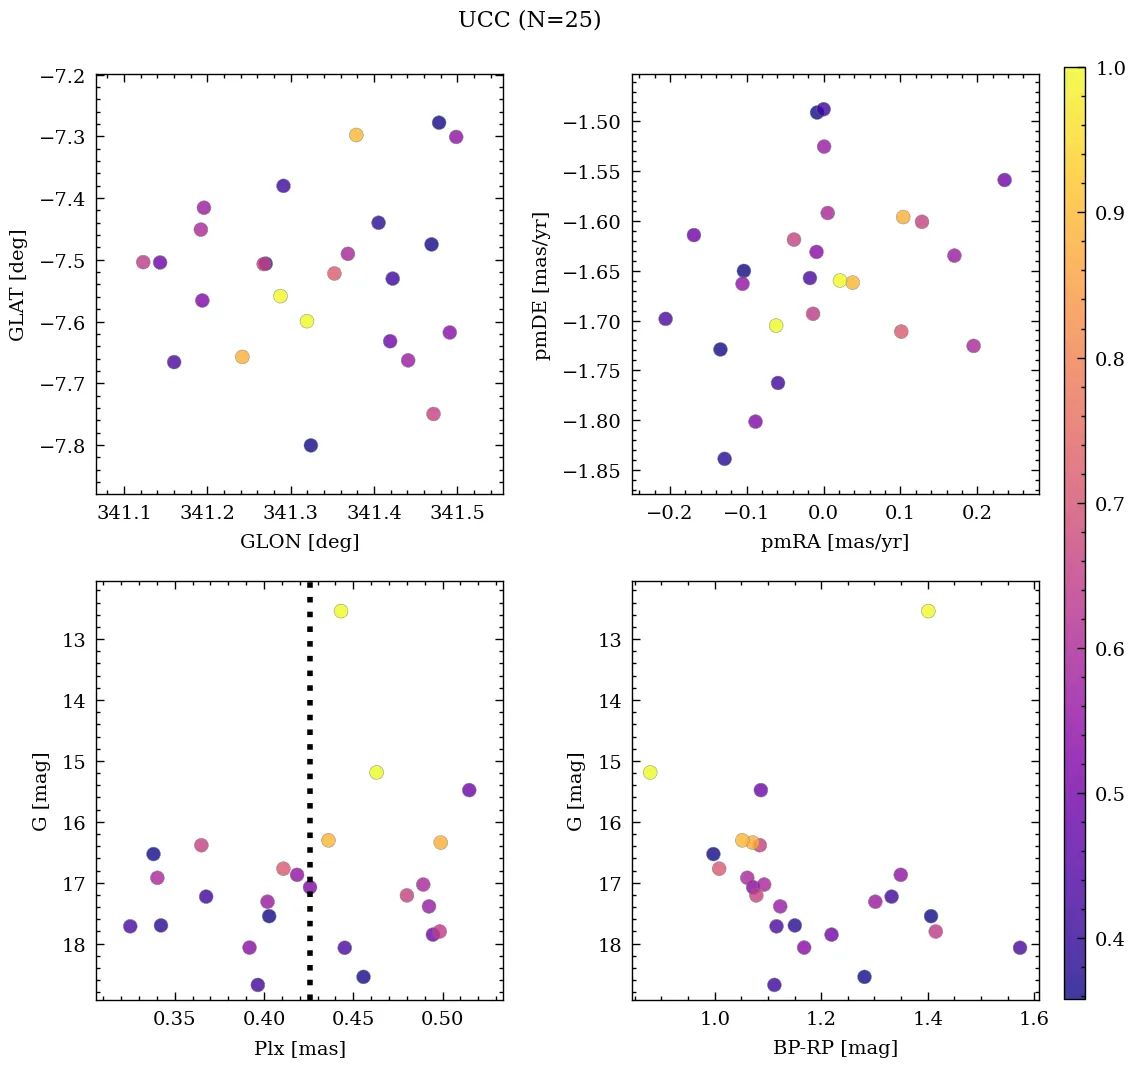 UCC (N=25)
−7.2
−7.3
−7.4
−7.5
−7.6
−7.7
−7.8
GLAT [deg]
341.1 341.2 341.3 341.4 341.5
GLON [deg]
−1.50
−1.55
−1.60
−1.65
−1.70
−1.75
−1.80
−1.85
pmDE [mas/yr]
−0.2 −0.1 0.0 0.1 0.2
pmRA [mas/yr]
13
14
15
16
17
18
G [mag]
0.35 0.40 0.45 0.50
Plx [mas]
13
14
15
16
17
18
G [mag]
1.0 1.2 1.4 1.6
BP-RP [mag]
1.0
0.9
0.8
0.7
0.6
0.5
0.4